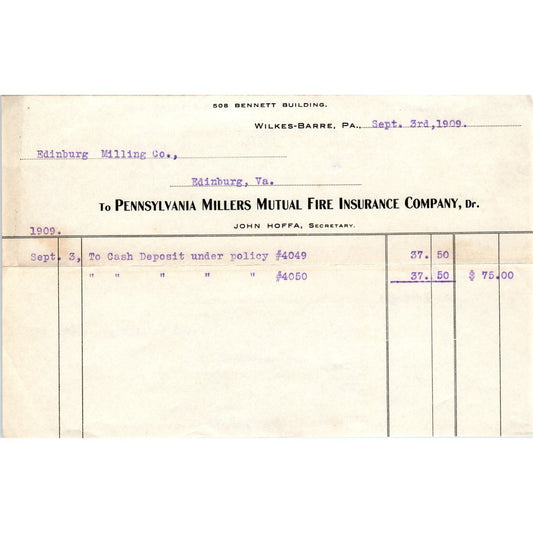 508 BENNETT BUILDING.
WILKES-BARRE, PA., Sept. 3rd, 1909.
Edinburg Milling Co.,
Edinburg, Va.
To PENNSYLVANIA MILLERS MUTUAL FIRE INSURANCE COMPANY, Dr.
JOHN HOFFA, SECRETARY.
1909.
Sept. 3, To Cash Deposit under policy #4049 37. 50
" " " " " #4050 37. 50 $ 75.00